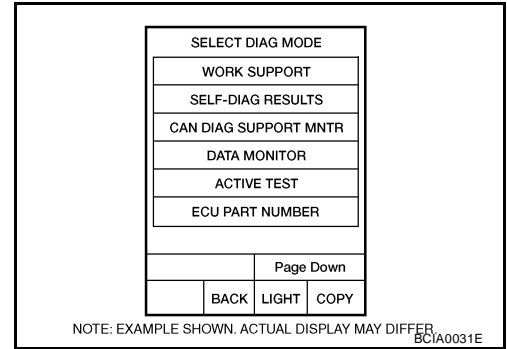 SELECT DIAG MODE
WORK SUPPORT
SELF-DIAG RESULTS
CAN DIAG SUPPORT MNTR
DATA MONITOR
ACTIVE TEST
ECU PART NUMBER
Page Down
BACK LIGHT COPY
NOTE: EXAMPLE SHOWN. ACTUAL DISPLAY MAY DIFFER.
BCIA0031E